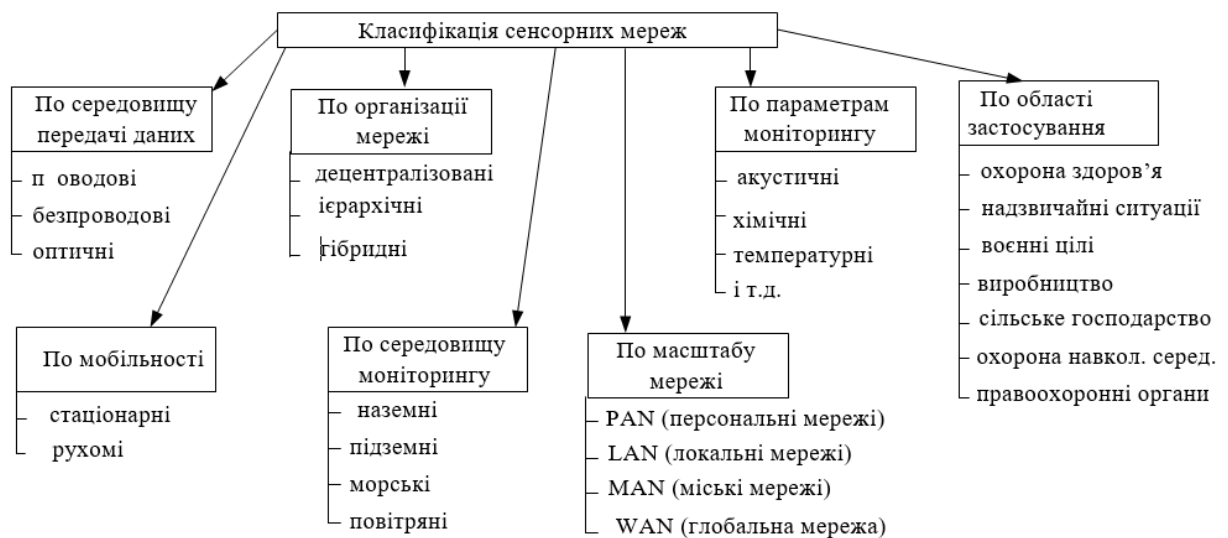 Класифікація сенсорних мереж
По середовищу
передачі даних
п оводові
безпроводові
оптичні
По організації
мережі
децентралізовані
ієрархічні
гібридні
По параметрам
моніторингу
акустичні
хімічні
температурні
і т.д.
По області
застосування
охорона здоров’я
надзвичайні ситуації
воєнні цілі
виробництво
сільське господарство
охорона навкол. серед.
правоохоронні органи
По мобільності
стаціонарні
рухомі
По середовищу
моніторингу
наземні
підземні
морські
повітряні
По масштабу
мережі
PAN (персональні мережі)
LAN (локальні мережі)
MAN (міські мережі)
WAN (глобальна мережа)